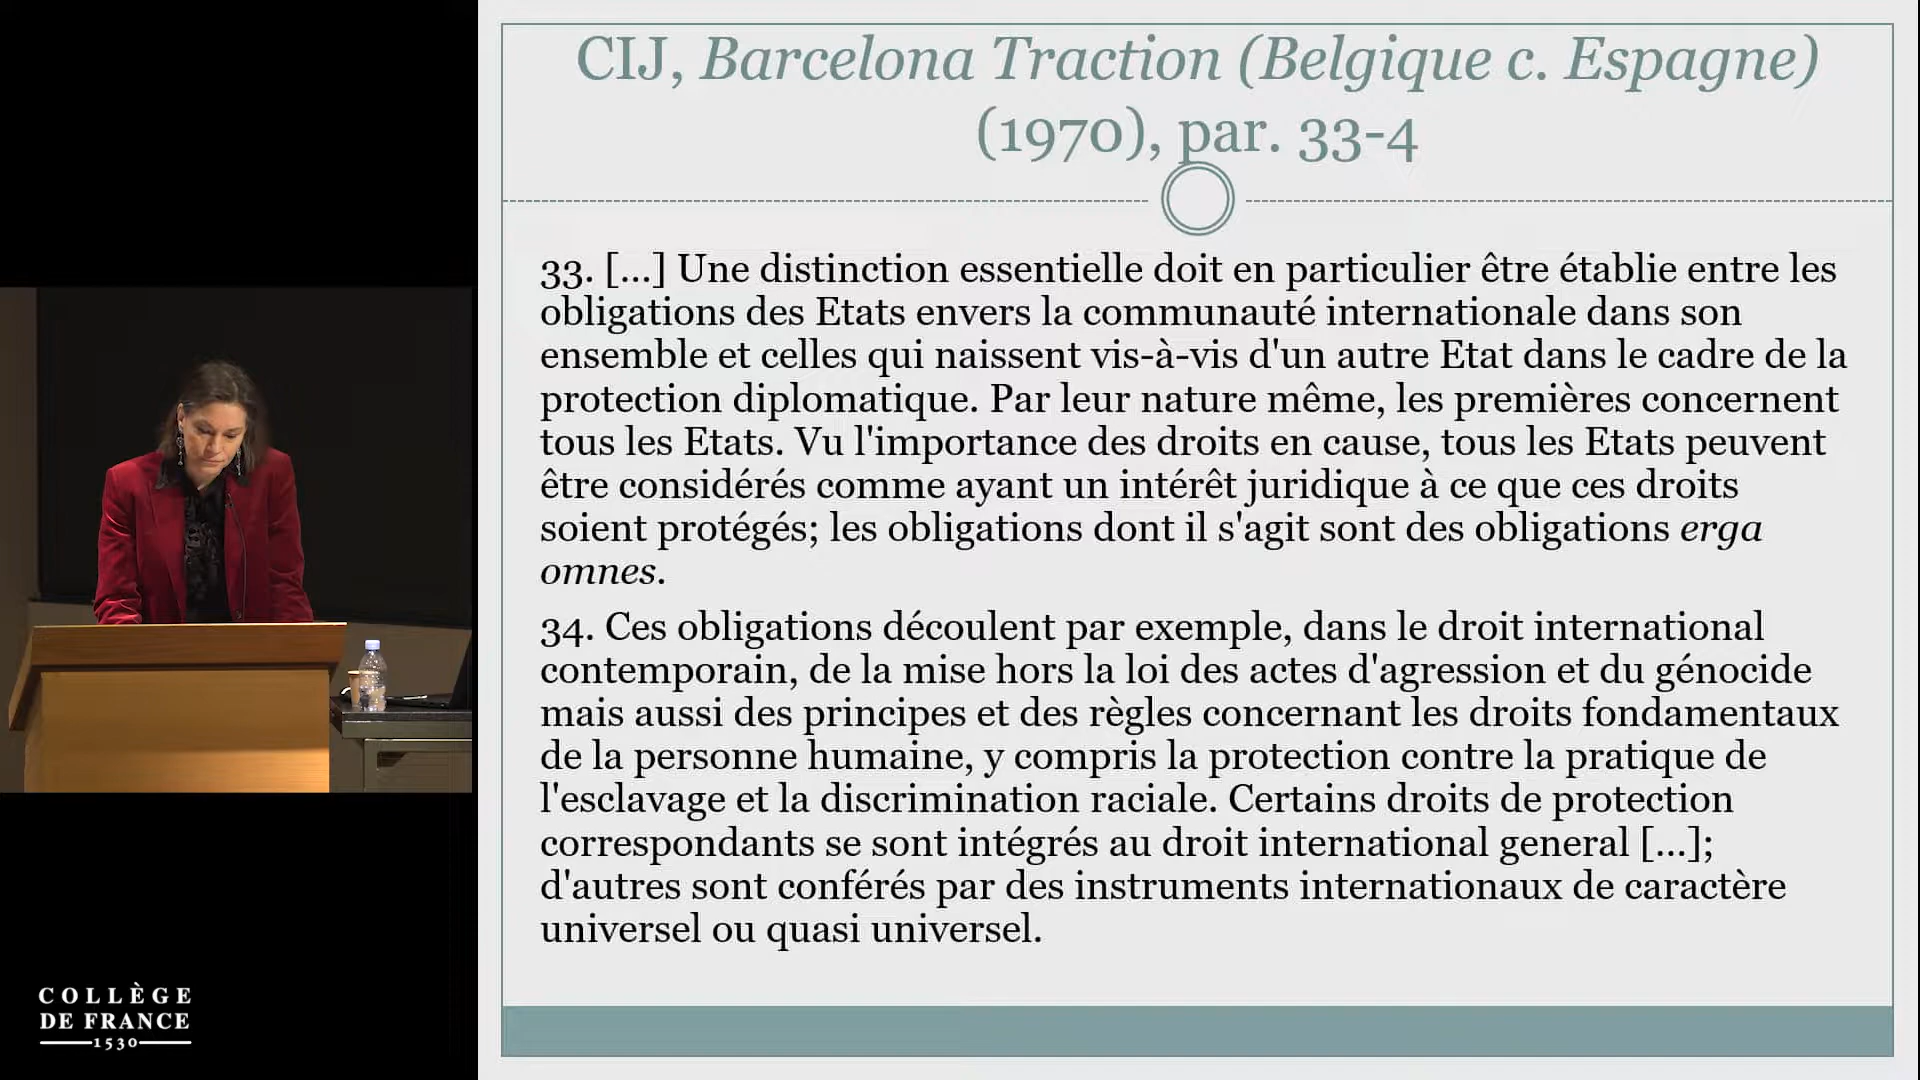 CIJ, Barcelona Traction (Belgique c. Espagne)
(1970), par. 33-4
33. [...] Une distinction essentielle doit en particulier être établie entre les
obligations des Etats envers la communauté internationale dans son
ensemble et celles qui naissent vis-à-vis d'un autre Etat dans le cadre de la
protection diplomatique. Par leur nature même, les premières concernent
tous les Etats. Vu l'importance des droits en cause, tous les Etats peuvent
être considérés comme ayant un intérêt juridique à ce que ces droits
soient protégés; les obligations dont il s'agit sont des obligations erga
omnes.
34. Ces obligations découlent par exemple, dans le droit international
contemporain, de la mise hors la loi des actes d'agression et du génocide
mais aussi des principes et des règles concernant les droits fondamentaux
de la personne humaine, y compris la protection contre la pratique de
l'esclavage et la discrimination raciale. Certains droits de protection
correspondants se sont intégrés au droit international general [...];
d'autres sont conférés par des instruments internationaux de caractère
universel ou quasi universel.
COLLÈGE
DE FRANCE
1530